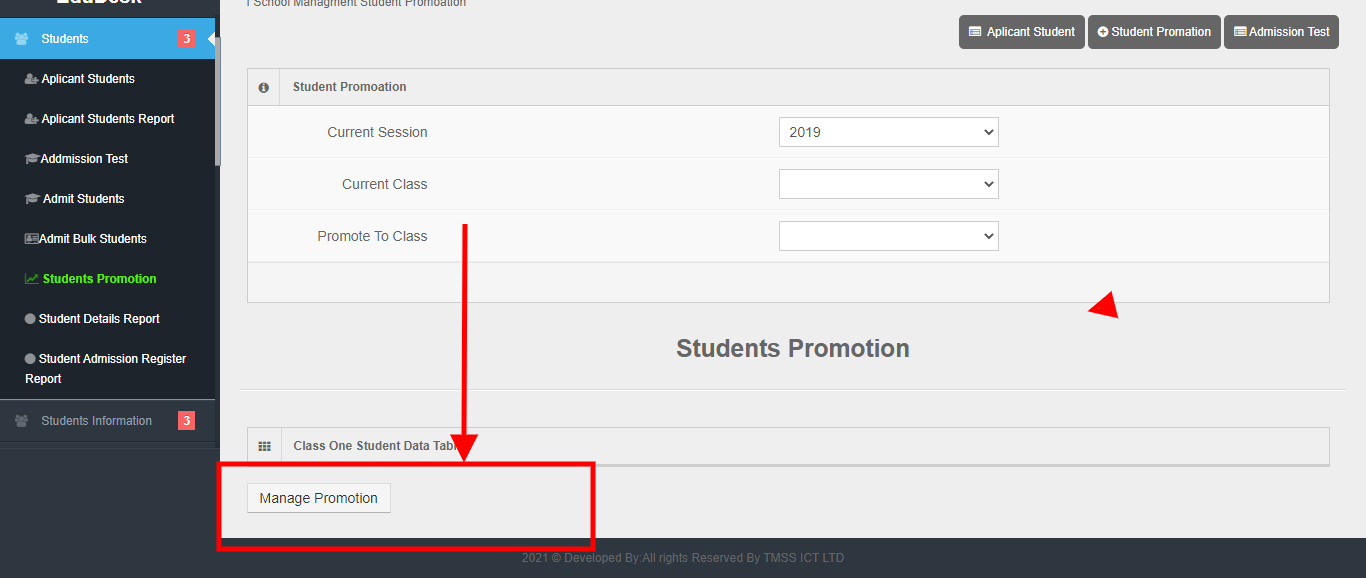 EduDesk
School Managment Student Promoation
Students 3
Aplicant Student
Student Promation
Admission Test
Aplicant Students
Aplicant Students Report
Addmission Test
Admit Students
Admit Bulk Students
Students Promotion
Student Details Report
Student Admission Register
Report
Students Information 3
Student Promoation
Current Session 2019
Current Class
Promote To Class
Students Promotion
Class One Student Data Table
Manage Promotion
2021 © Developed By:All rights Reserved By TMSS ICT LTD